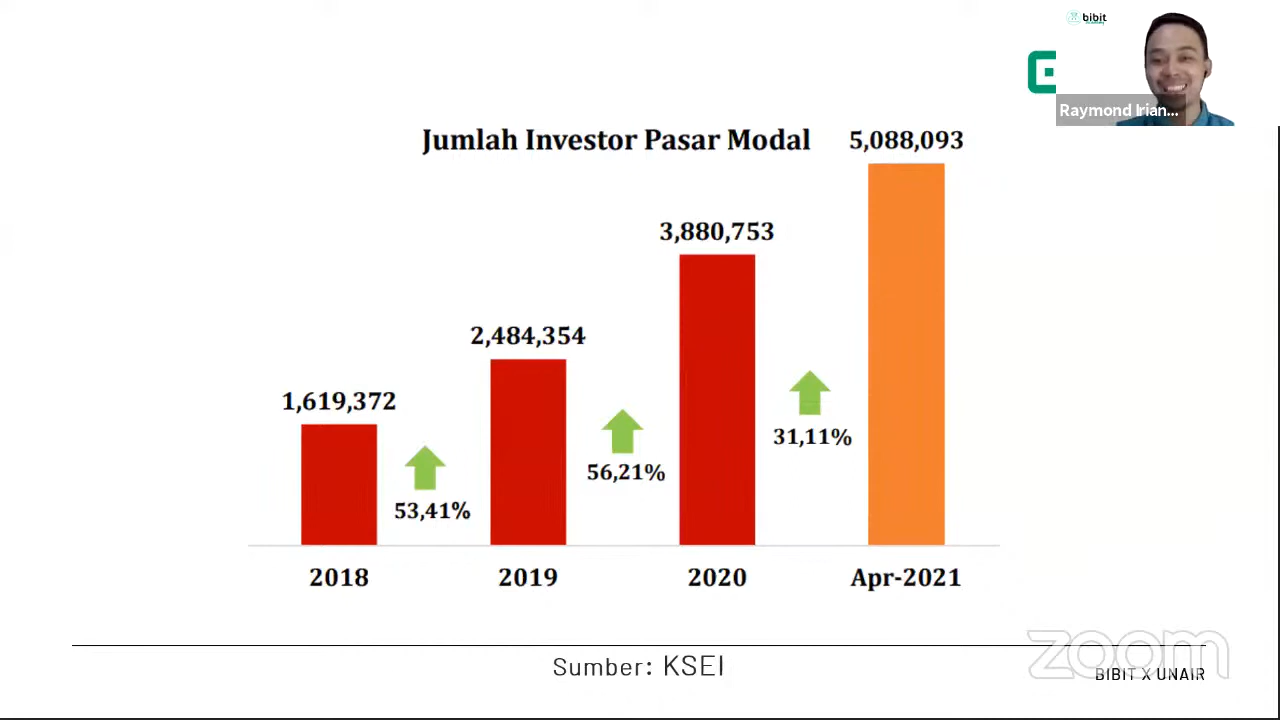 bibit
Raymond Irian...
Jumlah Investor Pasar Modal
5,088,093
3,880,753
2,484,354
1,619,372
31,11%
56,21%
53,41%
2018 2019 2020 Apr-2021
Sumber: KSEI
zoom
BIBIT X UNAIR